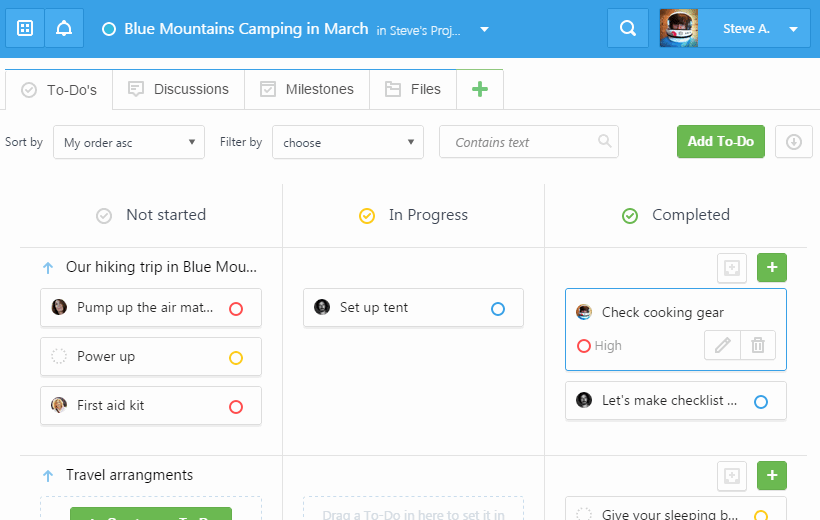 Blue Mountains Camping in March in Steve's Proj...
Steve A.
To-Do's Discussions Milestones Files
Sort by My order asc Filter by choose Contains text Add To-Do
Not started In Progress Completed
Our hiking trip in Blue Mou...
Pump up the air mat... Set up tent Check cooking gear
High
Power up
First aid kit Let's make checklist ...
Travel arrangments
Drag a To-Do in here to set it in Give your sleeping b...